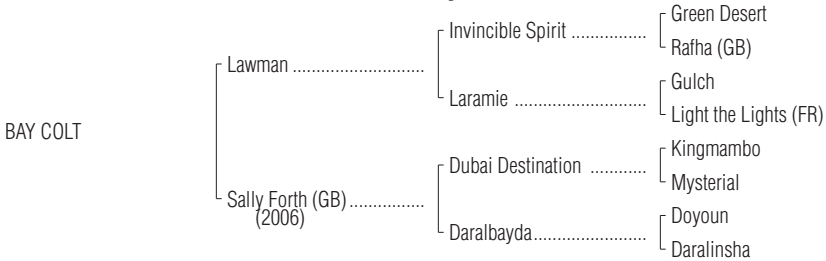 Green Desert
Invincible Spirit ................
Rafha (GB)
Lawman ............................
Gulch
Laramie ............................
Light the Lights (FR)
BAY COLT
Kingmambo
Dubai Destination ............
Mysterial
Sally Forth (GB) ................
(2006)
Doyoun
Daralbayda........................
Daralinsha